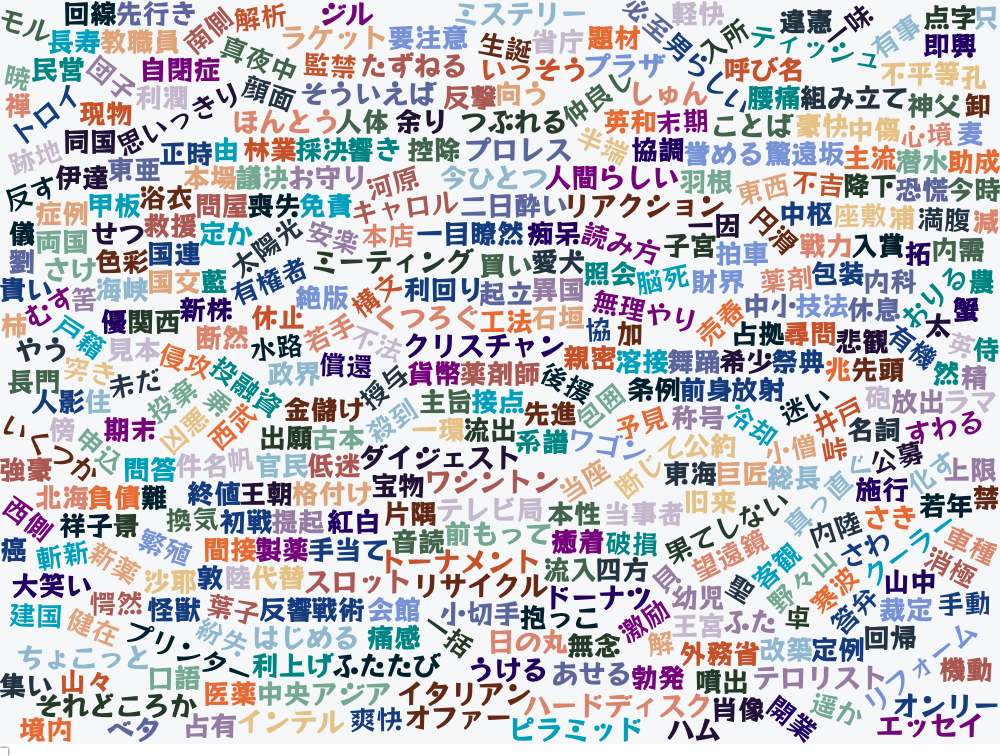 モル 回線 先行き ジル ミステリー 必至 軽快 違憲 一味 有事 点字 只
長寿 教職員 南側 解析 ラケット 要注意 生誕 省庁 題材 男らしい 入所 ティッシュ 即興
暁 民営 団子 自閉症 真夜中 監禁 たずねる いっそう プラザ 呼び名 不平等 孔
禅 トロイ 現物 利潤 思いっきり 顔面 そういえば 反撃 向う 仲良し しゅん 腰痛 組み立て 神父 卸
跡地 同国 ほんとう 人体 余り つぶれる 半端 英和 末期 ことば 豪快 中傷 心境 麦
東亜 正時 由 林業 採決 響き 控除 プロレス 協調 誉める 驚 遠坂 主流 潜水 助成
反す 伊達 本場 議決 お守り 河原 今ひとつ 人間らしい 羽根 東西 不吉 降下 恐慌 今時
症例 甲板 浴衣 問屋 喪失 免責 キャロル 二日酔い リアクション 一因 円滑 中枢 座敷 浦 満腹 減
儀 両国 せつ 救援 定か 太陽光 安楽 本店 一目瞭然 痴呆 読み方 子宮 拍車 戦力 入賞 拓 内需
劉 さけ 色彩 国連 有権者 ミーティング 買い 愛犬 照会 脳死 財界 薬剤 包装 内科 おりる 農
貴い むす 答 海峡 国交 藍 絶版 構文 利回り 起立 異国 無理やり 売春 中小 技法 休息 太 蟹
柿 戸籍 優 関西 新株 断然 休止 若手 不法 くつろぐ 工法 石垣 協 加 占拠 尋問 悲観 有機 英 侍
やう 見本 侵攻 水路 クリスチャン 親密 溶接 舞踊 希少 祭典 兆 先頭 然 精
長門 突き 未だ 投棄 投融資 政界 償還 授与 貨幣 薬剤師 後援 条例 前身 放射
人影 住 乗 凶悪 西武 金儲け 殺到 主旨 接点 先進 包囲 予見 称号 冷却 迷い 井戸 砲 放出 ラマ
いくつか 傍 申込 期末 出願 古本 一環 流出 系譜 ワゴン 断じて 公約 小僧 峠 名詞 すわる
強豪 問答 件名 帆 官民 低迷 ダイジェスト ワシントン 当座 東海 巨匠 総長 真っ直ぐ 公募 化す 上限
北海 負債 難 終値 王朝 格付け 宝物 旧来 施行 若年 禁
西側 祥子 景 換気 初戦 提起 紅白 片隅 テレビ局 本性 当事者 果てしない 内陸 さき
癌 斬新 新薬 繁殖 間接 製薬 手当て 音読 前もって 癒着 破損 望遠鏡 客観 さわ クーラー 車種
大笑い 沙耶 敦 陸 代替 スロット トーナメント リサイクル 流入 四方 貝 聖 野々山 寒波 山中 消極
建国 愕然 怪獣 葉子 反響 戦術 会館 小切手 抱っこ ドーナツ 激励 幼児 答弁 裁定 手動
健在 プリンター 紛失 はじめる 痛感 一括 日の丸 無念 解 王宮 ふた 卓 外務省 改築 定例 回帰
ちょこっと 利上げ ふたたび うける あせる 勃発 噴出 テロリスト リフォーム 機動
集い 山々 口語 医薬 中央アジア イタリアン ハードディスク 肖像 開業 遥か オンリー
それどころか
境内 ベタ 占有 インテル 爽快 オファー ピラミッド ハム エッセイ